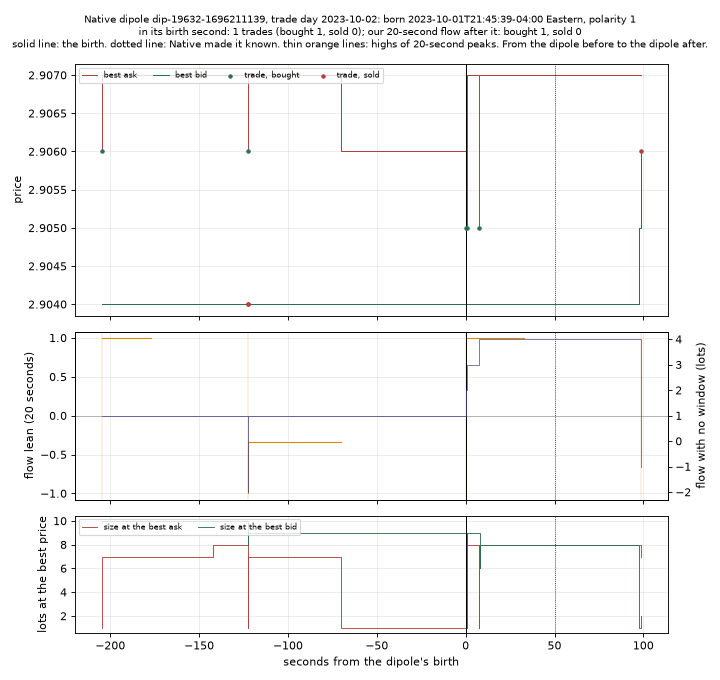 Native dipole dip-19632-1696211139, trade day 2023-10-02: born 2023-10-01T21:45:39-04:00 Eastern, polarity 1
in its birth second: 1 trades (bought 1, sold 0); our 20-second flow after it: bought 1, sold 0
solid line: the birth. dotted line: Native made it known. thin orange lines: highs of 20-second peaks. From the dipole before to the dipole after.
best ask
best bid
trade, bought
trade, sold
2.9070
2.9065
2.9060
2.9055
2.9050
2.9045
2.9040
price
1.0
0.5
0.0
−0.5
−1.0
flow lean (20 seconds)
4
3
2
1
0
−1
−2
flow with no window (lots)
size at the best ask
size at the best bid
10
8
6
4
2
lots at the best price
−200
−150
−100
−50
0
50
100
seconds from the dipole's birth